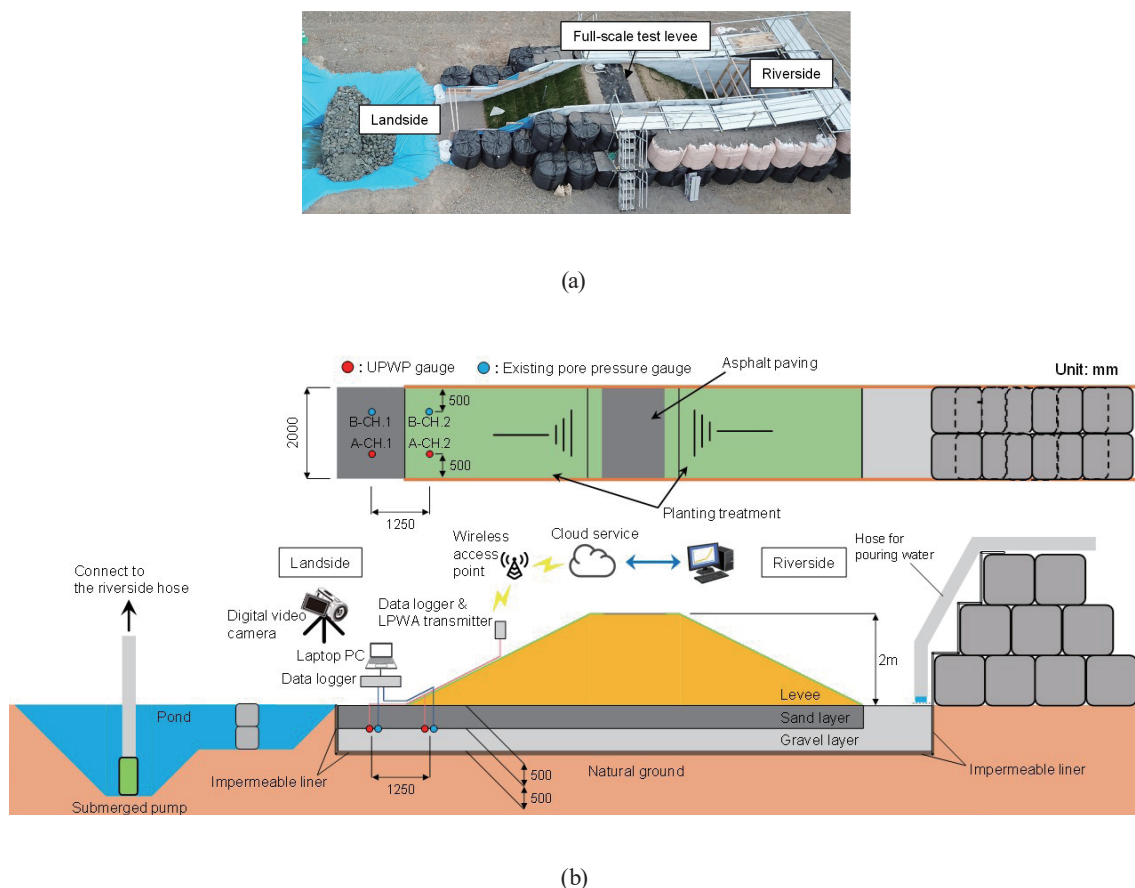 Full-scale test levee
Riverside
Landside
(a)
: UPWP gauge
: Existing pore pressure gauge
Asphalt paving
Unit: mm
2000
500
B-CH.1
B-CH.2
A-CH.1
A-CH.2
500
1250
Planting treatment
Wireless
access
point
Cloud service
Hose for
pouring water
Landside
Riverside
Connect to
the riverside hose
Digital video
camera
Data logger &
LPWA transmitter
Laptop PC
Data logger
2m
Levee
Pond
Sand layer
Gravel layer
Impermeable liner
1250
500
500
Natural ground
Impermeable liner
Submerged pump
(b)